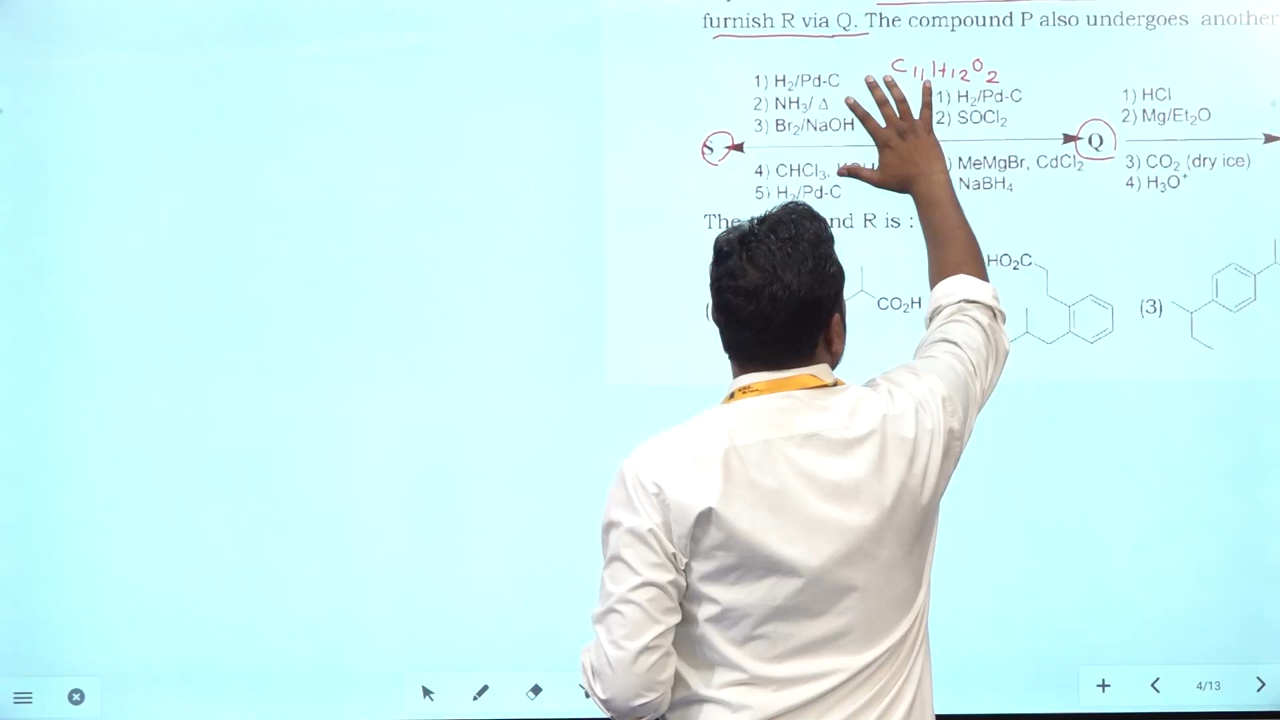 furnish R via Q. The compound P also undergoes another
C11H12O2
1) H₂/Pd-C
2) NH₃/ Δ
3) Br₂/NaOH
1) H₂/Pd-C
2) SOCl₂
1) HCl
2) Mg/Et₂O
S
Q
4) CHCl₃,
5) H₂/Pd-C
) MeMgBr, CdCl₂
NaBH₄
3) CO₂ (dry ice)
4) H₃O⁺
The nd R is :
CO₂H
HO₂C
(3)
4/13